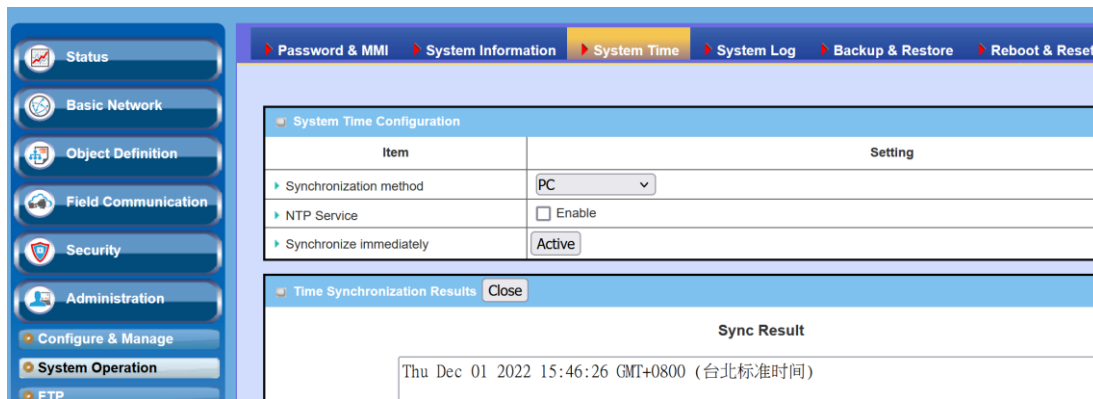 Status
Basic Network
Object Definition
Field Communication
Security
Administration
Configure & Manage
System Operation
FTP
Password & MMI System Information System Time System Log Backup & Restore Reboot & Reset
System Time Configuration
Item Setting
Synchronization method PC
NTP Service Enable
Synchronize immediately Active
Time Synchronization Results Close
Sync Result
Thu Dec 01 2022 15:46:26 GMT+0800 (台北标准时间)